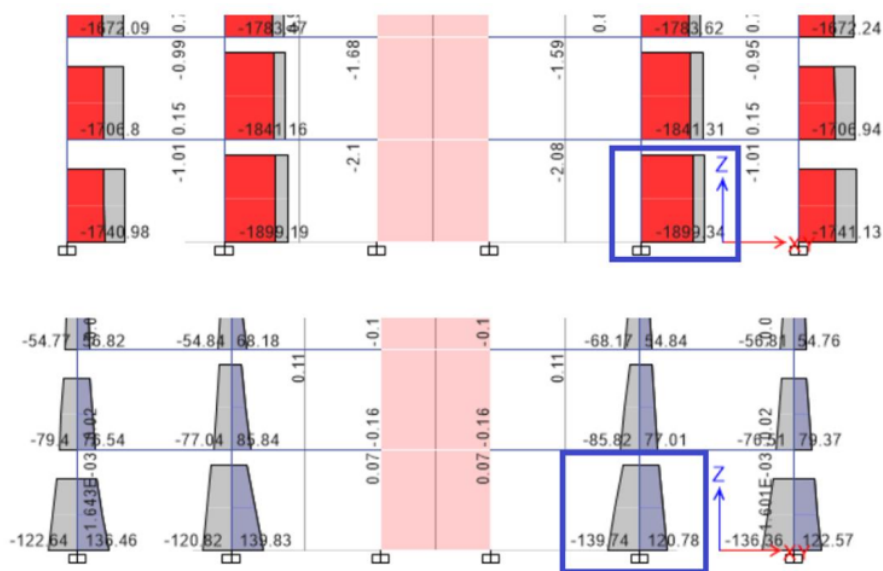 -1672.09 -1783.47 -1783.62 -1672.24
-0.99 -1.68 -1.59 -0.95
-1706.8 0.15 -1841.16 -1841.31 0.15 -1706.94
-1.01 -2.1 -2.08 -1.01
Z
-1740.98 -1899.19 -1899.34 X Y -1741.13
-54.77 56.82 -54.84 68.18 -0.1 -0.1 -68.17 54.84 -56.81 54.76
0.11 0.11
-79.4 76.54 0.02 -77.04 85.84 -0.16 -0.16 -85.82 77.01 -76.51 0.02 79.37
1.643E-03 0.07 0.07 1.601E-03
Z
-122.64 136.46 -120.82 139.83 -139.74 120.78 -136.36 X Y 122.57